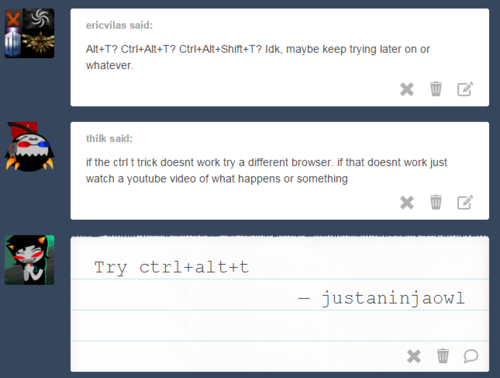 ericvilas said:
Alt+T? Ctrl+Alt+T? Ctrl+Alt+Shift+T? Idk, maybe keep trying later on or
whatever.
thilk said:
if the ctrl t trick doesnt work try a different browser. if that doesnt work just
watch a youtube video of what happens or something
Try ctrl+alt+t
— justaninjaowl